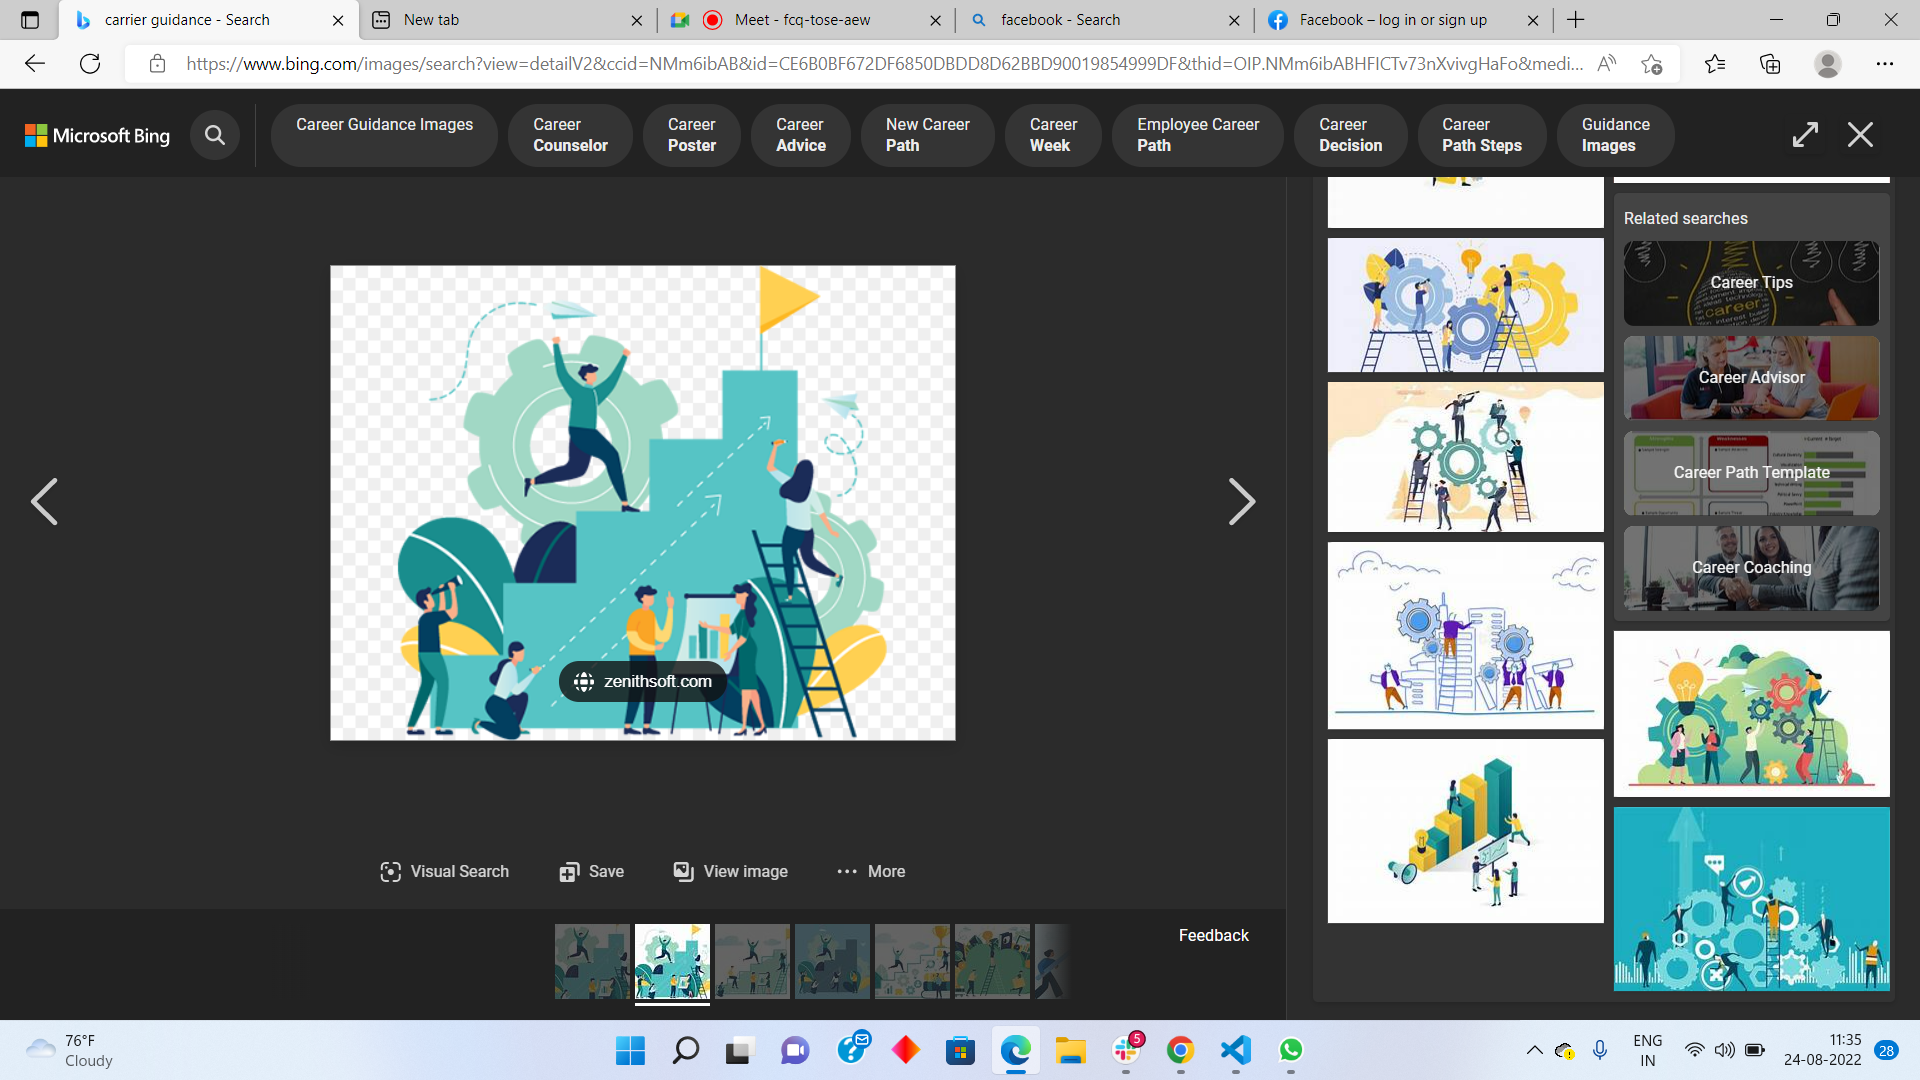 carrier guidance - Search
New tab
Meet - fcq-tose-aew
facebook - Search
Facebook – log in or sign up
https://www.bing.com/images/search?view=detailV2&ccid=NMm6ibAB&id=CE6B0BF672DF6850DBDD8D62BBD90019854999DF&thid=OIP.NMm6ibABHFICTv73nXvivgHaFo&medi...
Microsoft Bing
Career Guidance Images
Career
Counselor
Career
Poster
Career
Advice
New Career
Path
Career
Week
Employee Career
Path
Career
Decision
Career
Path Steps
Guidance
Images
zenithsoft.com
Visual Search
Save
View image
More
Feedback
Related searches
Career Tips
career
Career Advisor
Career Path Template
Career Coaching
76°F
Cloudy
5
ENG
IN
11:35
24-08-2022
28